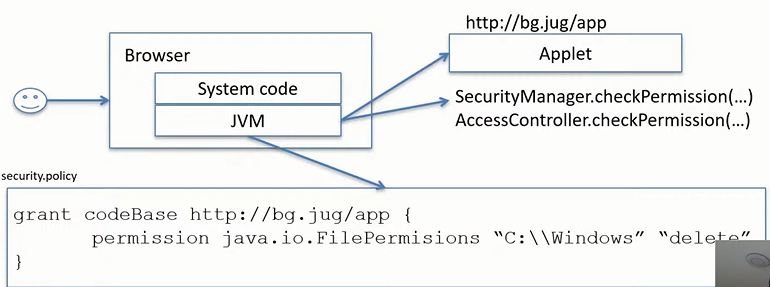 http://bg.jug/app
Browser
Applet
System code
JVM
SecurityManager.checkPermission(…)
AccessController.checkPermission(…)
security.policy
grant codeBase http://bg.jug/app {
permission java.io.FilePermisions “C:\\Windows” “delete”
}